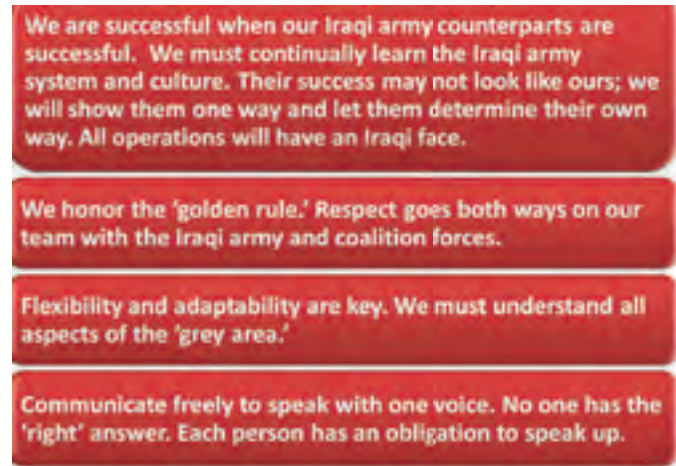 We are successful when our Iraqi army counterparts are
successful. We must continually learn the Iraqi army
system and culture. Their success may not look like ours; we
will show them one way and let them determine their own
way. All operations will have an Iraqi face.
We honor the ‘golden rule.’ Respect goes both ways on our
team with the Iraqi army and coalition forces.
Flexibility and adaptability are key. We must understand all
aspects of the ‘grey area.’
Communicate freely to speak with one voice. No one has the
‘right’ answer. Each person has an obligation to speak up.